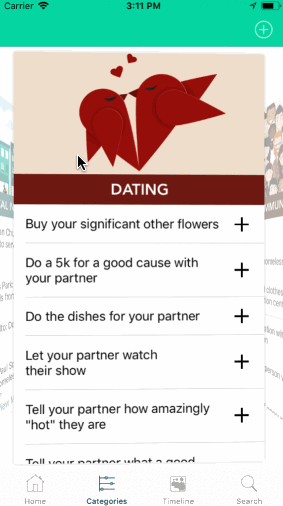 Carrier 3:11 PM
DATING
Buy your significant other flowers
Do a 5k for a good cause with
your partner
Do the dishes for your partner
Let your partner watch
their show
Tell your partner how amazingly
"hot" they are
Tell your partner what a good
Home Categories Timeline Search